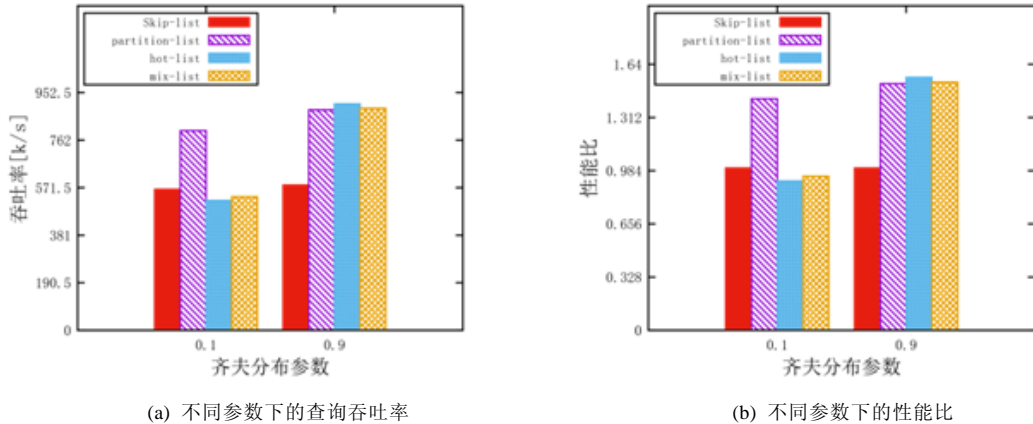 Skip-list
partition-list
hot-list
mix-list
952.5
762
571.5
381
190.5
0
吞吐率[k/s]
0.1
0.9
齐夫分布参数
(a) 不同参数下的查询吞吐率
Skip-list
partition-list
hot-list
mix-list
1.64
1.312
0.984
0.656
0.328
0
性能比
0.1
0.9
齐夫分布参数
(b) 不同参数下的性能比